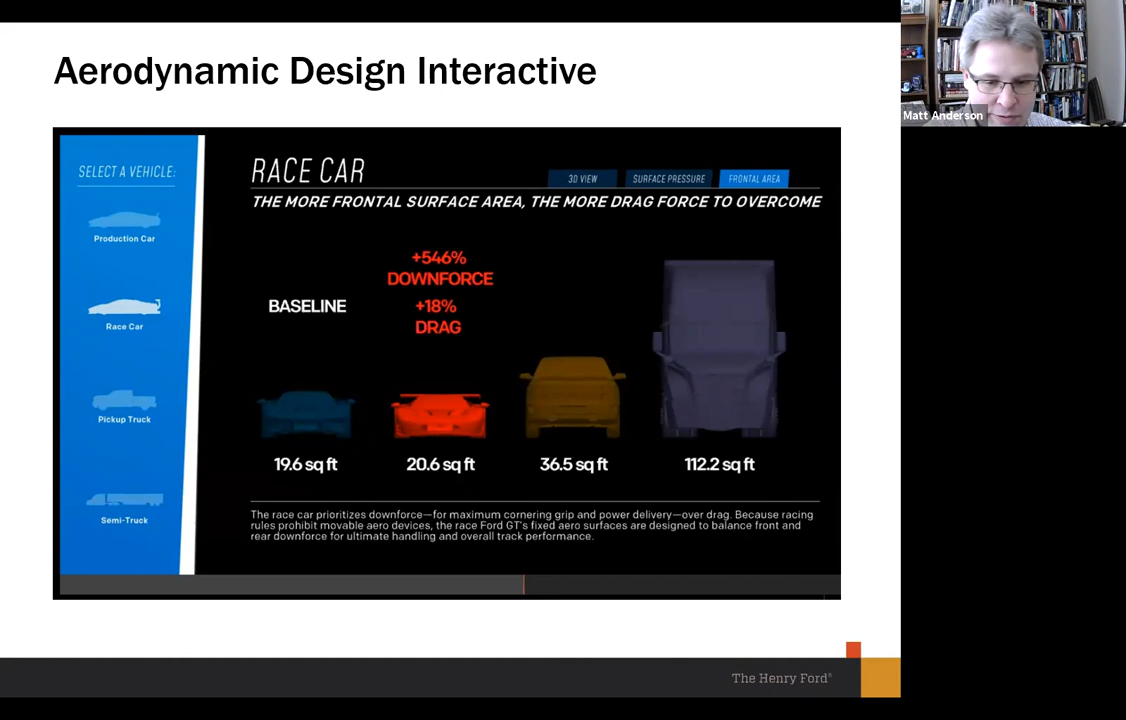 Aerodynamic Design Interactive
Matt Anderson
SELECT A VEHICLE:
Production Car
Race Car
Pickup Truck
Semi-Truck
RACE CAR
3D VIEW
SURFACE PRESSURE
FRONTAL AREA
THE MORE FRONTAL SURFACE AREA, THE MORE DRAG FORCE TO OVERCOME
BASELINE
+546%
DOWNFORCE
+18%
DRAG
19.6 sq ft
20.6 sq ft
36.5 sq ft
112.2 sq ft
The race car prioritizes downforce—for maximum cornering grip and power delivery—over drag. Because racing
rules prohibit movable aero devices, the race Ford GT's fixed aero surfaces are designed to balance front and
rear downforce for ultimate handling and overall track performance.
The Henry Ford®